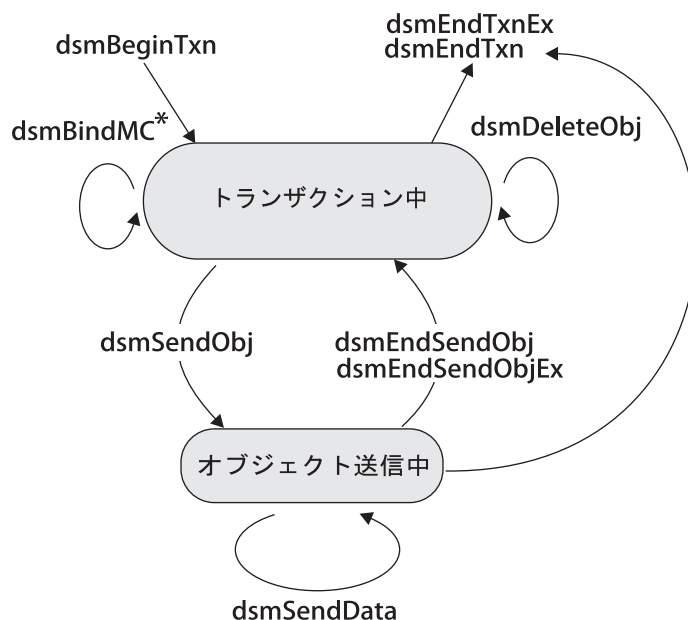 dsmBeginTxn
dsmEndTxnEx
dsmEndTxn
dsmBindMC*
dsmDeleteObj
トランザクション中
dsmSendObj
dsmEndSendObj
dsmEndSendObjEx
オブジェクト送信中
dsmSendData